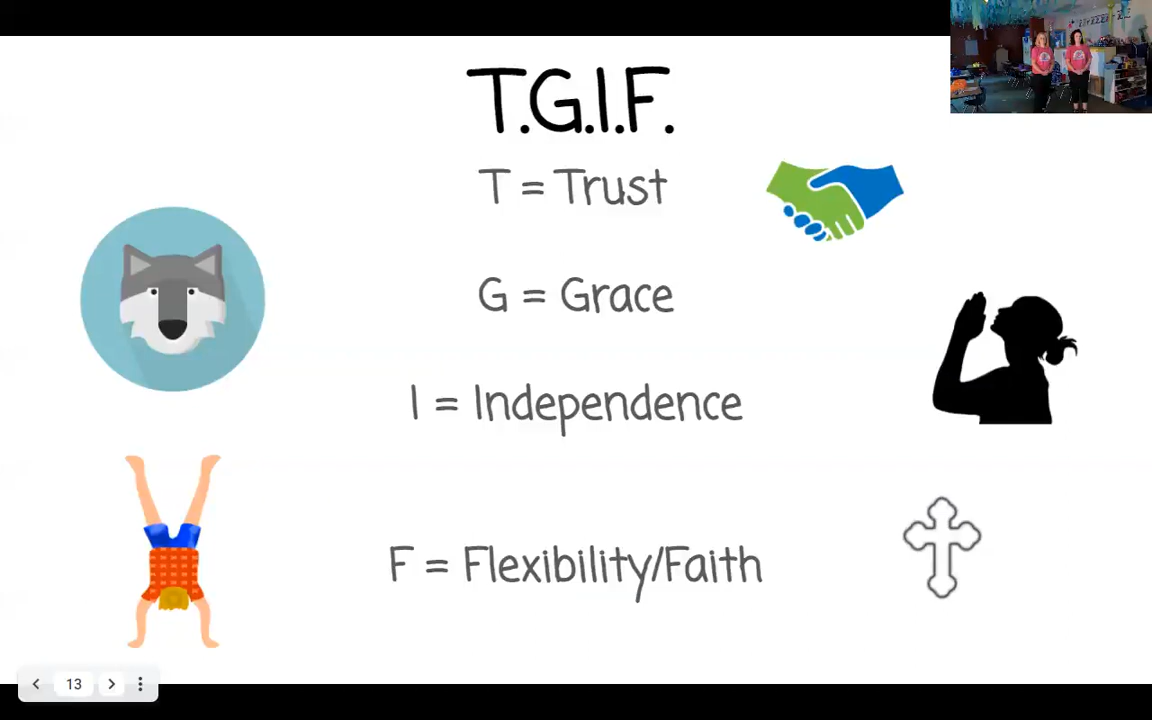 T.G.I.F.
T = Trust
G = Grace
I = Independence
F = Flexibility/Faith
13